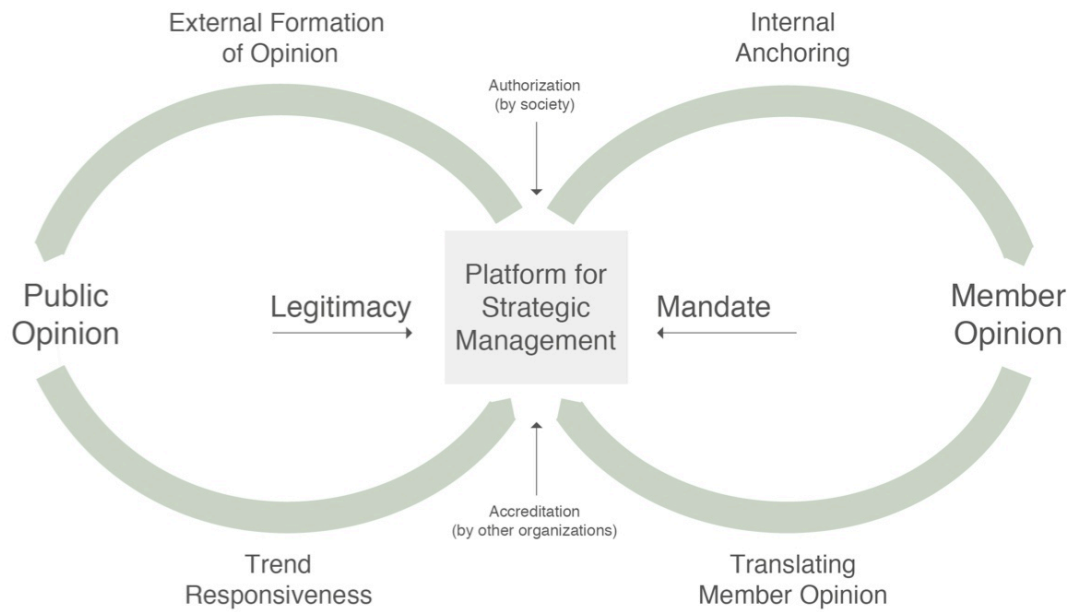 External Formation
of Opinion
Internal
Anchoring
Authorization
(by society)
Public
Opinion
Legitimacy
Platform for
Strategic
Management
Mandate
Member
Opinion
Accreditation
(by other organizations)
Trend
Responsiveness
Translating
Member Opinion